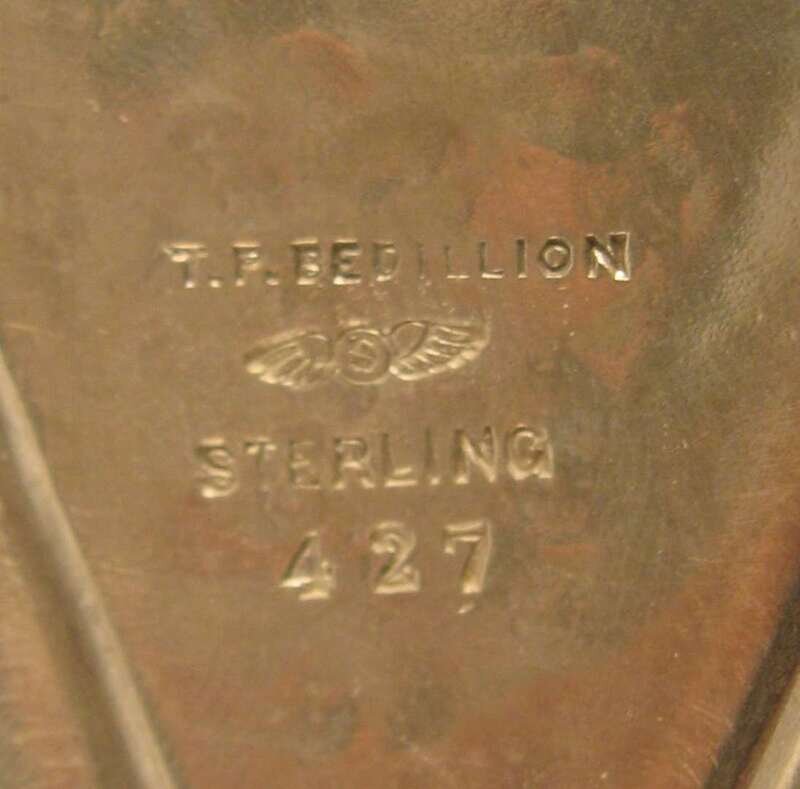 T.P. BEDILLION
S
STERLING
427